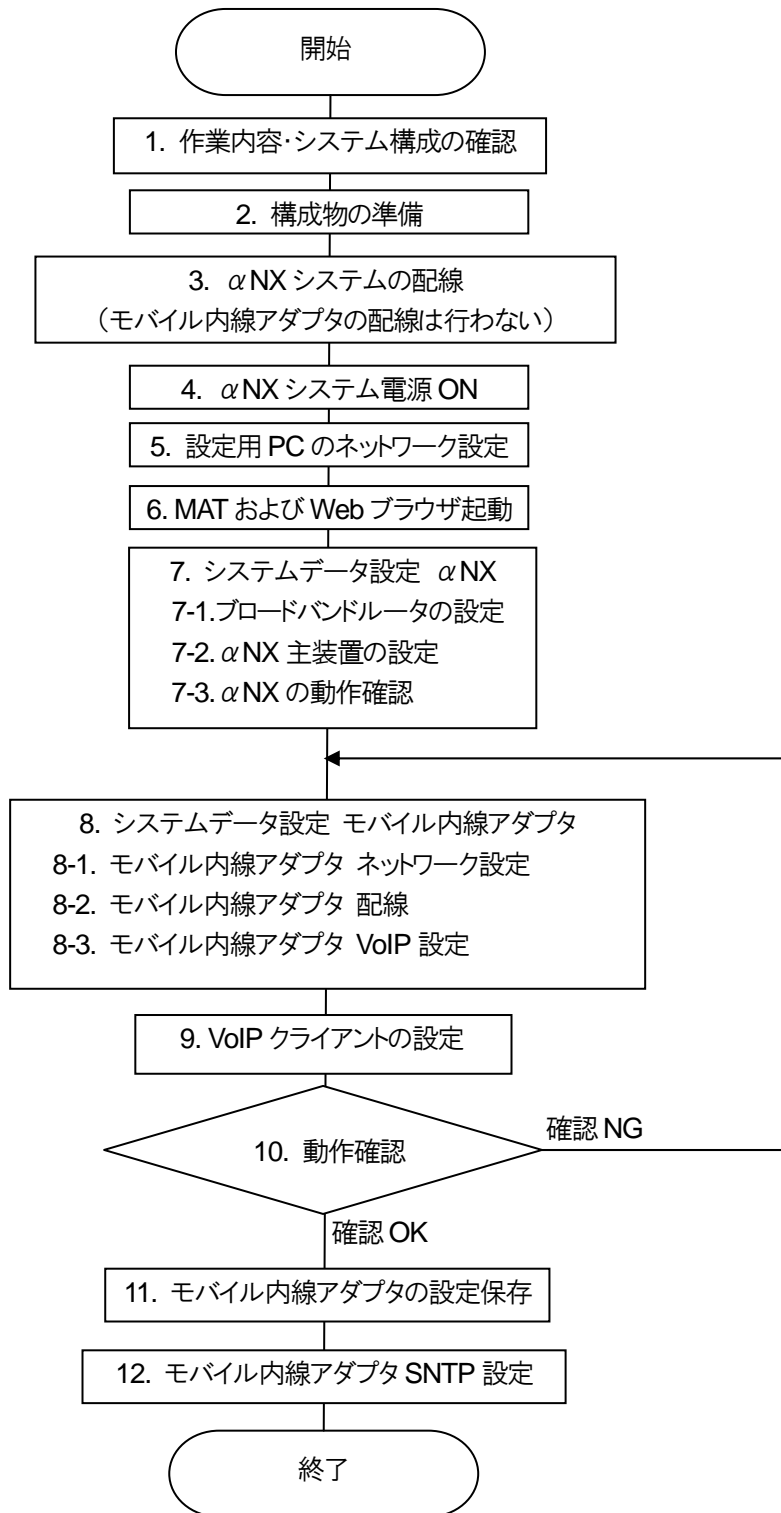 開始
1. 作業内容・システム構成の確認
2. 構成物の準備
3. αNX システムの配線
(モバイル内線アダプタの配線は行わない)
4. αNX システム電源 ON
5. 設定用 PC のネットワーク設定
6. MAT および Web ブラウザ起動
7. システムデータ設定 αNX
7-1.ブロードバンドルータの設定
7-2. αNX 主装置の設定
7-3. αNX の動作確認
8. システムデータ設定 モバイル内線アダプタ
8-1. モバイル内線アダプタ ネットワーク設定
8-2. モバイル内線アダプタ 配線
8-3. モバイル内線アダプタ VoIP 設定
9. VoIP クライアントの設定
10. 動作確認
確認 NG
確認 OK
11. モバイル内線アダプタの設定保存
12. モバイル内線アダプタ SNTP 設定
終了